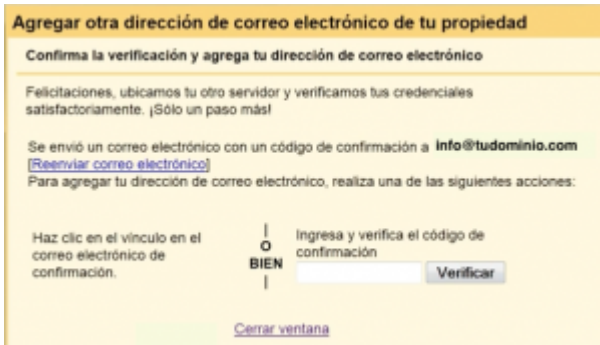 Agregar otra dirección de correo electrónico de tu propiedad
Confirma la verificación y agrega tu dirección de correo electrónico
Felicitaciones, ubicamos tu otro servidor y verificamos tus credenciales
satisfactoriamente. ¡Sólo un paso más!
Se envió un correo electrónico con un código de confirmación a info@tudominio.com
[Reenviar correo electrónico]
Para agregar tu dirección de correo electrónico, realiza una de las siguientes acciones:
Haz clic en el vínculo en el
correo electrónico de
confirmación.
|
O
BIEN
|
Ingresa y verifica el código de
confirmación
Verificar
Cerrar ventana